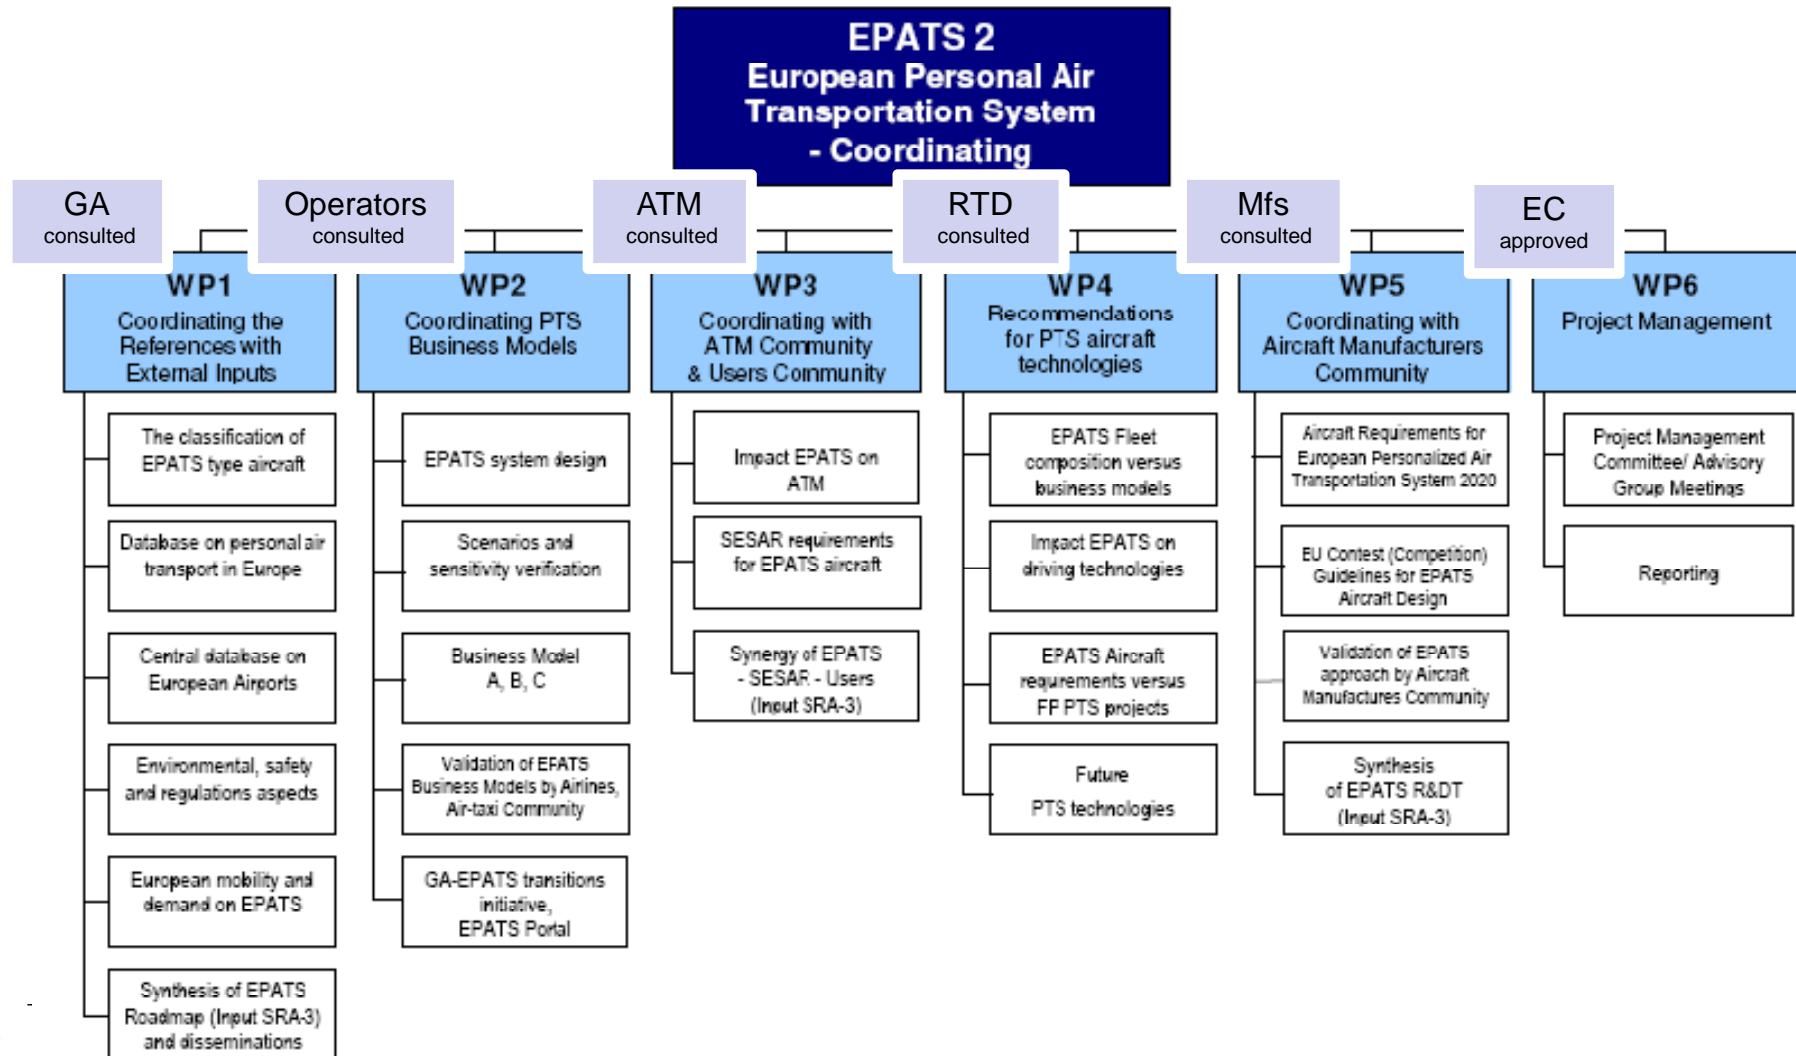 EPATS 2
European Personal Air
Transportation System
- Coordinating
GA
consulted
Operators
consulted
ATM
consulted
RTD
consulted
Mfs
consulted
EC
approved
WP1
Coordinating the
References with
External Inputs
The classification of
EPATS type aircraft
Database on personal air
transport in Europe
Central database on
European Airports
Environmental, safety
and regulations aspects
European mobility and
demand on EPATS
Synthesis of EPATS
Roadmap (Input SRA-3)
and disseminations
WP2
Coordinating PTS
Business Models
EPATS system design
Scenarios and
sensitivity verification
Business Model
A, B, C
Validation of EPATS
Business Models by Airlines,
Air-taxi Community
GA-EPATS transitions
initiative,
EPATS Portal
WP3
Coordinating with
ATM Community
& Users Community
Impact EPATS on
ATM
SESAR requirements
for EPATS aircraft
Synergy of EPATS
- SESAR - Users
(Input SRA-3)
WP4
Recommendations
for PTS aircraft
technologies
EPATS Fleet
composition versus
business models
Impact EPATS on
driving technologies
EPATS Aircraft
requirements versus
FP PTS projects
Future
PTS technologies
WP5
Coordinating with
Aircraft Manufacturers
Community
Aircraft Requirements for
European Personalized Air
Transportation System 2020
EU Contest (Competition)
Guidelines for EPATS
Aircraft Design
Validation of EPATS
approach by Aircraft
Manufactures Community
Synthesis
of EPATS R&DT
(Input SRA-3)
WP6
Project Management
Project Management
Committee/ Advisory
Group Meetings
Reporting
-